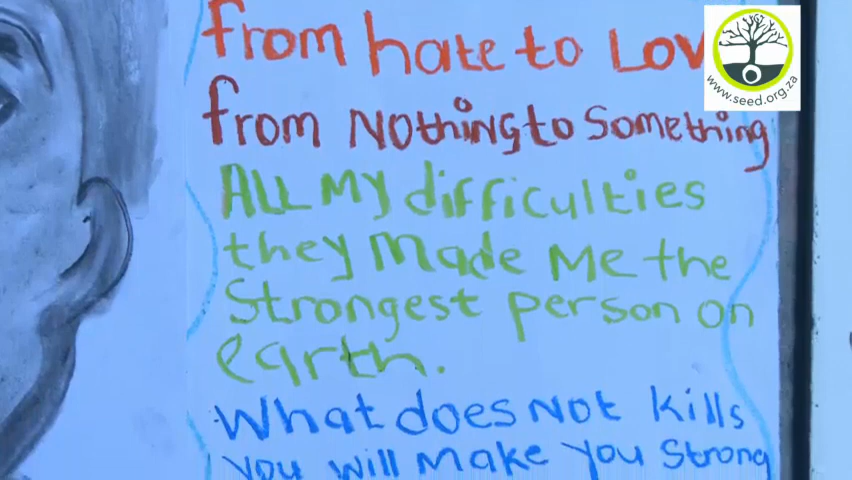 from hate to Lov
from Nothing to something
ALL My difficulties
they Made Me the
Strongest person on
earth.
What does Not kills
you will Make you Strong
www.seed.org.za